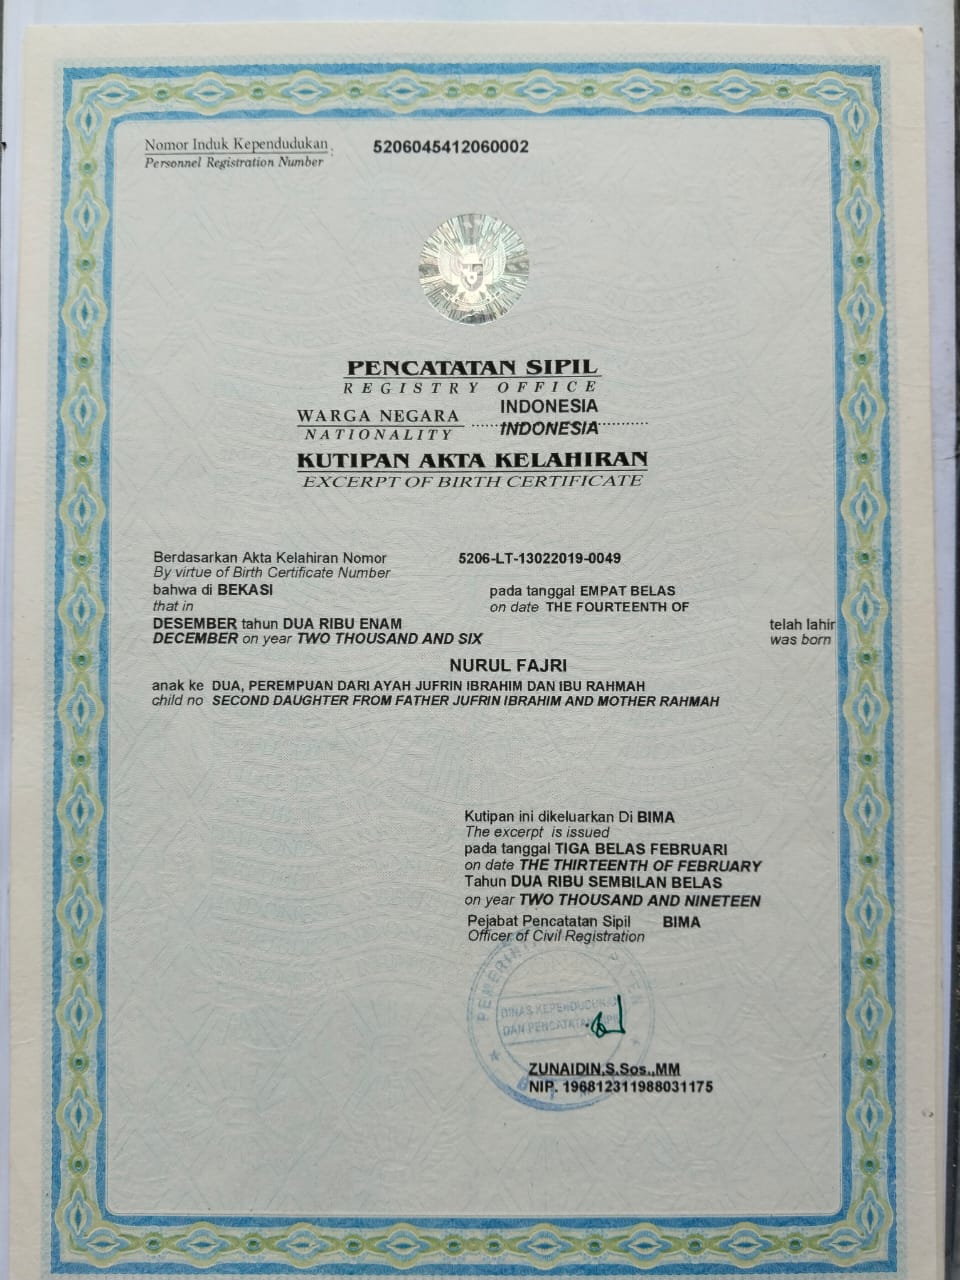 Nomor Induk Kependudukan : 5206045412060002
Personnel Registration Number
PENCATATAN SIPIL
REGISTRY OFFICE
WARGA NEGARA INDONESIA
NATIONALITY INDONESIA
KUTIPAN AKTA KELAHIRAN
EXCERPT OF BIRTH CERTIFICATE
Berdasarkan Akta Kelahiran Nomor 5206-LT-13022019-0049
By virtue of Birth Certificate Number
bahwa di BEKASI pada tanggal EMPAT BELAS
that in on date THE FOURTEENTH OF
DESEMBER tahun DUA RIBU ENAM telah lahir
DECEMBER on year TWO THOUSAND AND SIX was born
NURUL FAJRI
anak ke DUA, PEREMPUAN DARI AYAH JUFRIN IBRAHIM DAN IBU RAHMAH
child no SECOND DAUGHTER FROM FATHER JUFRIN IBRAHIM AND MOTHER RAHMAH
Kutipan ini dikeluarkan Di BIMA
The excerpt is issued
pada tanggal TIGA BELAS FEBRUARI
on date THE THIRTEENTH OF FEBRUARY
Tahun DUA RIBU SEMBILAN BELAS
on year TWO THOUSAND AND NINETEEN
Pejabat Pencatatan Sipil BIMA
Officer of Civil Registration
DINAS KEPENDUDUKAN
DAN PENCATATAN SIPIL
ZUNAIDIN,S.Sos.,MM
NIP. 196812311988031175